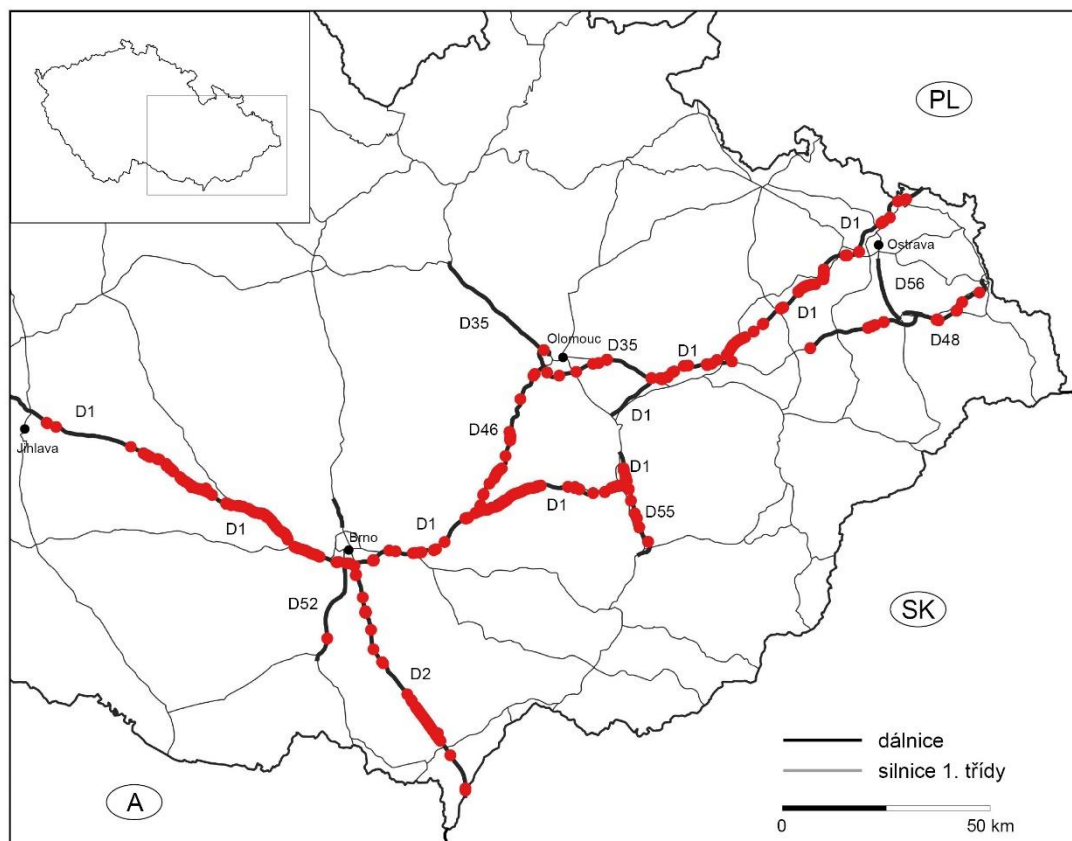 PL
D1
Ostrava
D56
D1
D35
Olomouc
D35
D1
D48
D1
D1
Jihlava
D46
D1
D1
D1
D1
D55
Brno
D52
SK
D2
dálnice
silnice 1. třídy
A
0
50 km